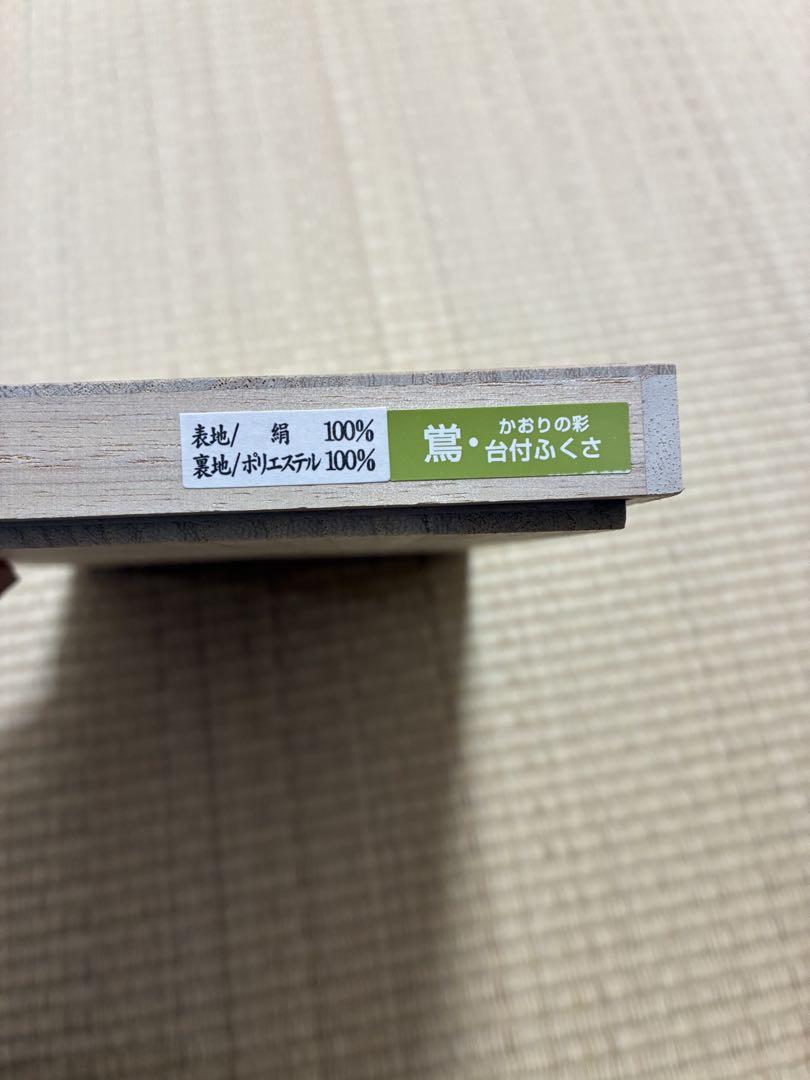 表地/ 絹 100%
裏地/ポリエステル 100%
鴬・
かおりの彩
台付ふくさ